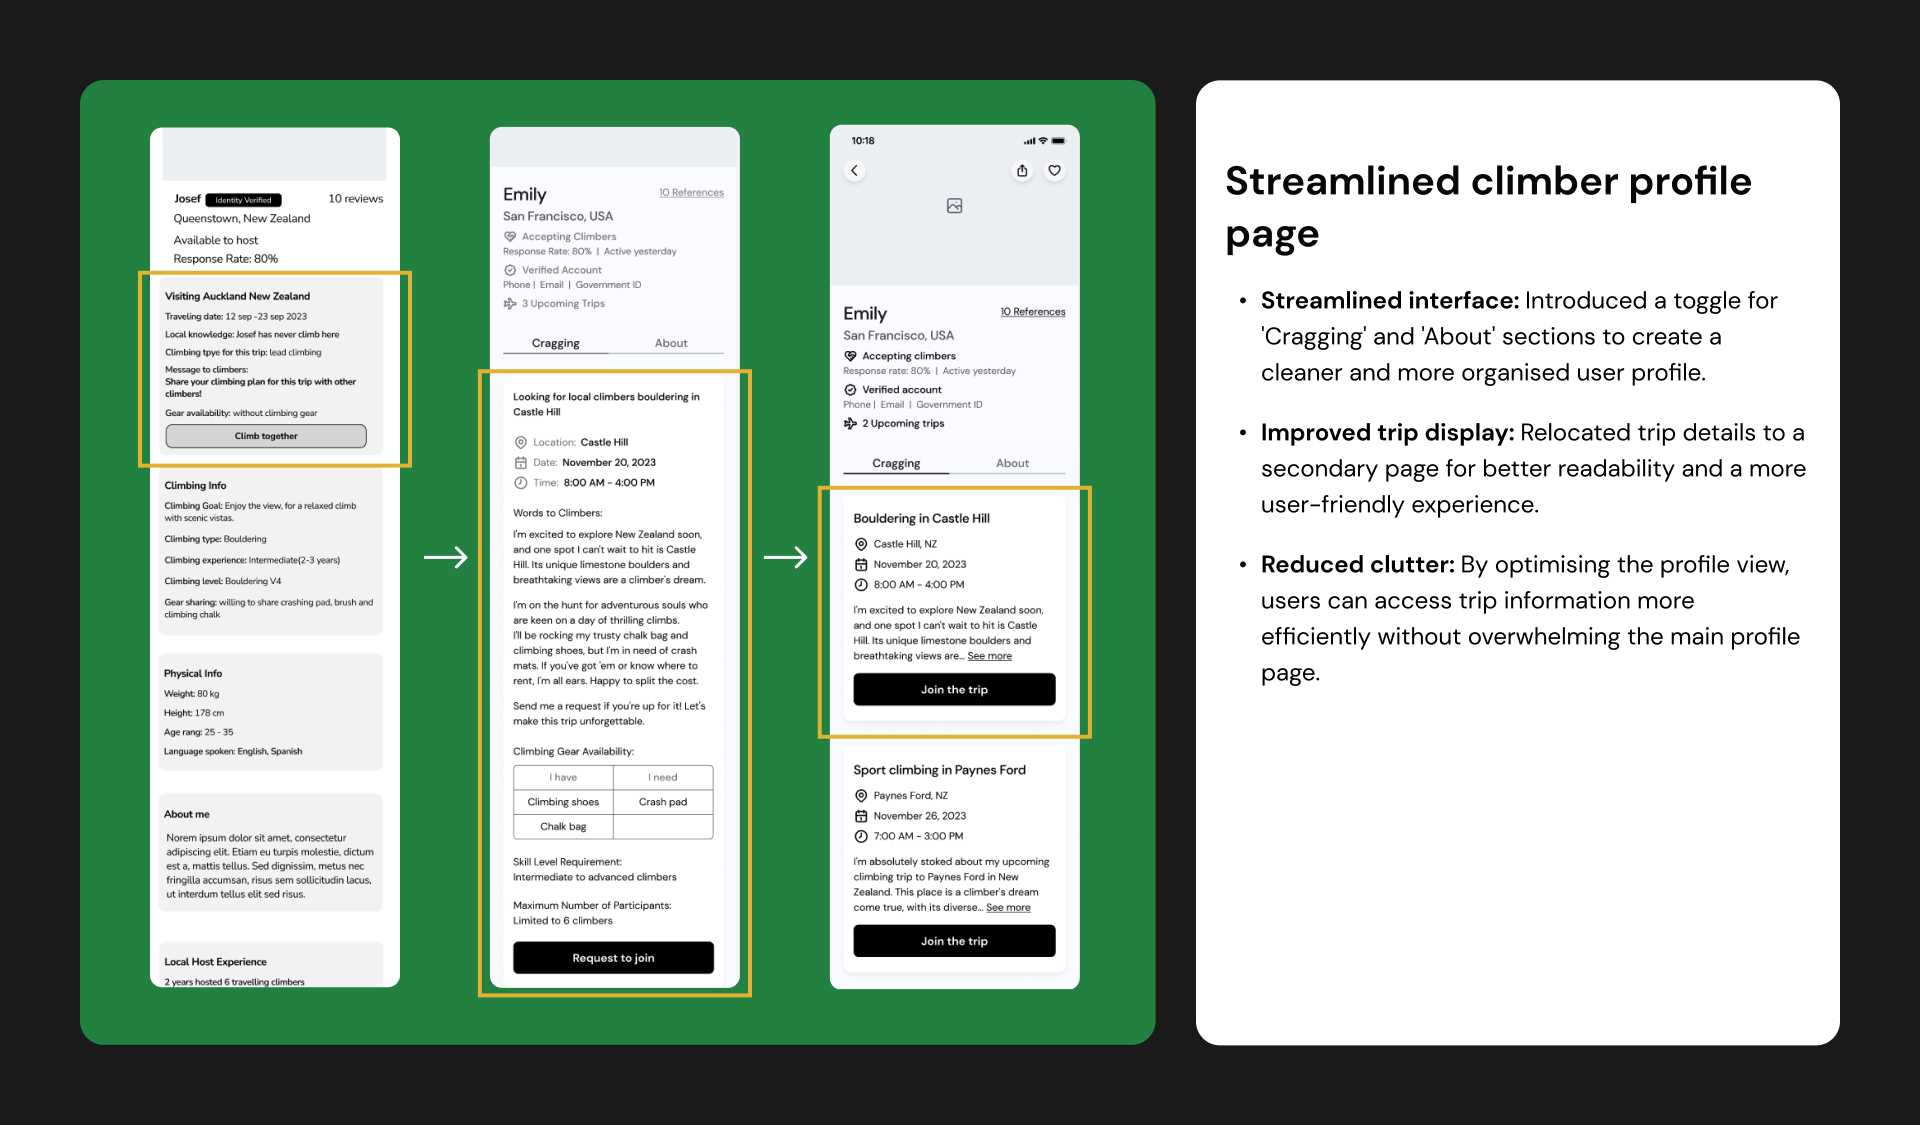 Josef Identity Verified 10 reviews
Queenstown, New Zealand
Available to host
Response Rate: 80%
Visiting Auckland New Zealand
Traveling date: 12 sep -23 sep 2023
Local knowledge: Josef has never climb here
Climbing tpye for this trip: lead climbing
Message to climbers:
Share your climbing plan for this trip with other
climbers!
Gear availability: without climbing gear
Climb together
Climbing Info
Climbing Goal: Enjoy the view, for a relaxed climb
with scenic vistas.
Climbing type: Bouldering
Climbing experience: Intermediate(2-3 years)
Climbing level: Bouldering V4
Gear sharing: willing to share crashing pad, brush and
climbing chalk
Physical Info
Weight: 80 kg
Height: 178 cm
Age rang: 25 - 35
Language spoken: English, Spanish
About me
Norem ipsum dolor sit amet, consectetur
adipiscing elit. Etiam eu turpis molestie, dictum
est a, mattis tellus. Sed dignissim, metus nec
fringilla accumsan, risus sem sollicitudin lacus,
ut interdum tellus elit sed risus.
Local Host Experience
2 years hosted 6 travelling climbers
Emily 10 References
San Francisco, USA
Accepting Climbers
Response Rate: 80% | Active yesterday
Verified Account
Phone | Email | Government ID
3 Upcoming Trips
Cragging About
Looking for local climbers bouldering in
Castle Hill
Location: Castle Hill
Date: November 20, 2023
Time: 8:00 AM - 4:00 PM
Words to Climbers:
I'm excited to explore New Zealand soon,
and one spot I can't wait to hit is Castle
Hill. Its unique limestone boulders and
breathtaking views are a climber's dream.
I'm on the hunt for adventurous souls who
are keen on a day of thrilling climbs.
I'll be rocking my trusty chalk bag and
climbing shoes, but I'm in need of crash
mats. If you've got 'em or know where to
rent, I'm all ears. Happy to split the cost.
Send me a request if you're up for it! Let's
make this trip unforgettable.
Climbing Gear Availability:
I have I need
Climbing shoes Crash pad
Chalk bag
Skill Level Requirement:
Intermediate to advanced climbers
Maximum Number of Participants:
Limited to 6 climbers
Request to join
10:18
Emily 10 References
San Francisco, USA
Accepting climbers
Response rate: 80% | Active yesterday
Verified account
Phone | Email | Government ID
2 Upcoming trips
Cragging About
Bouldering in Castle Hill
Castle Hill, NZ
November 20, 2023
8:00 AM - 4:00 PM
I'm excited to explore New Zealand soon,
and one spot I can't wait to hit is Castle
Hill. Its unique limestone boulders and
breathtaking views are... See more
Join the trip
Sport climbing in Paynes Ford
Paynes Ford, NZ
November 26, 2023
7:00 AM - 3:00 PM
I'm absolutely stoked about my upcoming
climbing trip to Paynes Ford in New
Zealand. This place is a climber's dream
come true, with its diverse... See more
Join the trip
Streamlined climber profile
page
• Streamlined interface: Introduced a toggle for
'Cragging' and 'About' sections to create a
cleaner and more organised user profile.
• Improved trip display: Relocated trip details to a
secondary page for better readability and a more
user-friendly experience.
• Reduced clutter: By optimising the profile view,
users can access trip information more
efficiently without overwhelming the main profile
page.